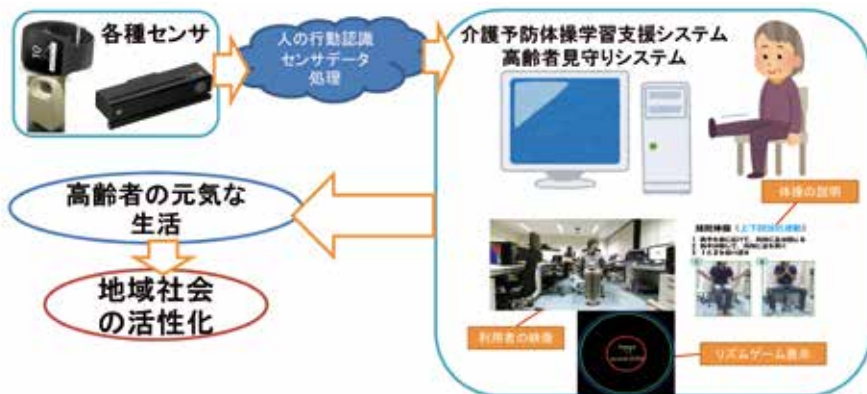 各種センサ
人の行動認識
センサデータ
処理
介護予防体操学習支援システム
高齢者見守りシステム
体操の説明
高齢者の元気な
生活
地域社会
の活性化
利用者の映像
リズムゲーム表示